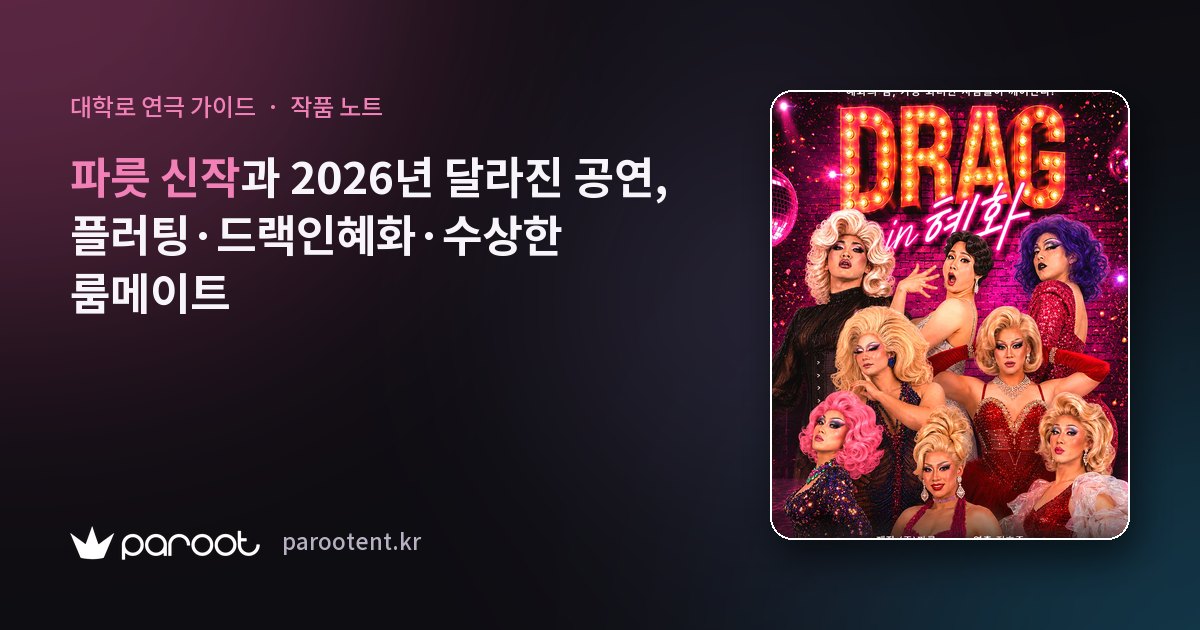 대학로 연극 가이드 · 작품 노트
파릇 신작과 2026년 달라진 공연,
플러팅·드랙인혜화·수상한
룸메이트
DRAG
in 혜화
paroot
parootent.kr